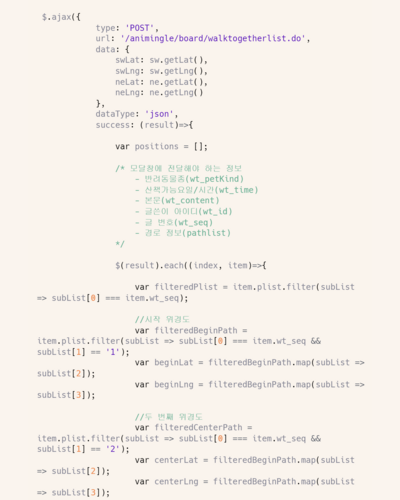 $.ajax({
type: 'POST',
url: '/animingle/board/walktogetherlist.do',
data: {
swLat: sw.getLat(),
swLng: sw.getLng(),
neLat: ne.getLat(),
neLng: ne.getLng()
},
dataType: 'json',
success: (result)=>{
var positions = [];
/* 모달창에 전달해야 하는 정보
- 반려동물종(wt_petKind)
- 산책가능요일/시간(wt_time)
- 본문(wt_content)
- 글쓴이 아이디(wt_id)
- 글 번호(wt_seq)
- 경로 정보(pathlist)
*/
$(result).each((index, item)=>{
var filteredPlist = item.plist.filter(subList
=> subList[0] === item.wt_seq);
//시작 위경도
var filteredBeginPath =
item.plist.filter(subList => subList[0] === item.wt_seq &&
subList[1] == '1');
var beginLat = filteredBeginPath.map(subList =>
subList[2]);
var beginLng = filteredBeginPath.map(subList =>
subList[3]);
//두 번째 위경도
var filteredCenterPath =
item.plist.filter(subList => subList[0] === item.wt_seq &&
subList[1] == '2');
var centerLat = filteredCenterPath.map(subList
=> subList[2]);
var centerLng = filteredCenterPath.map(subList
=> subList[3]);